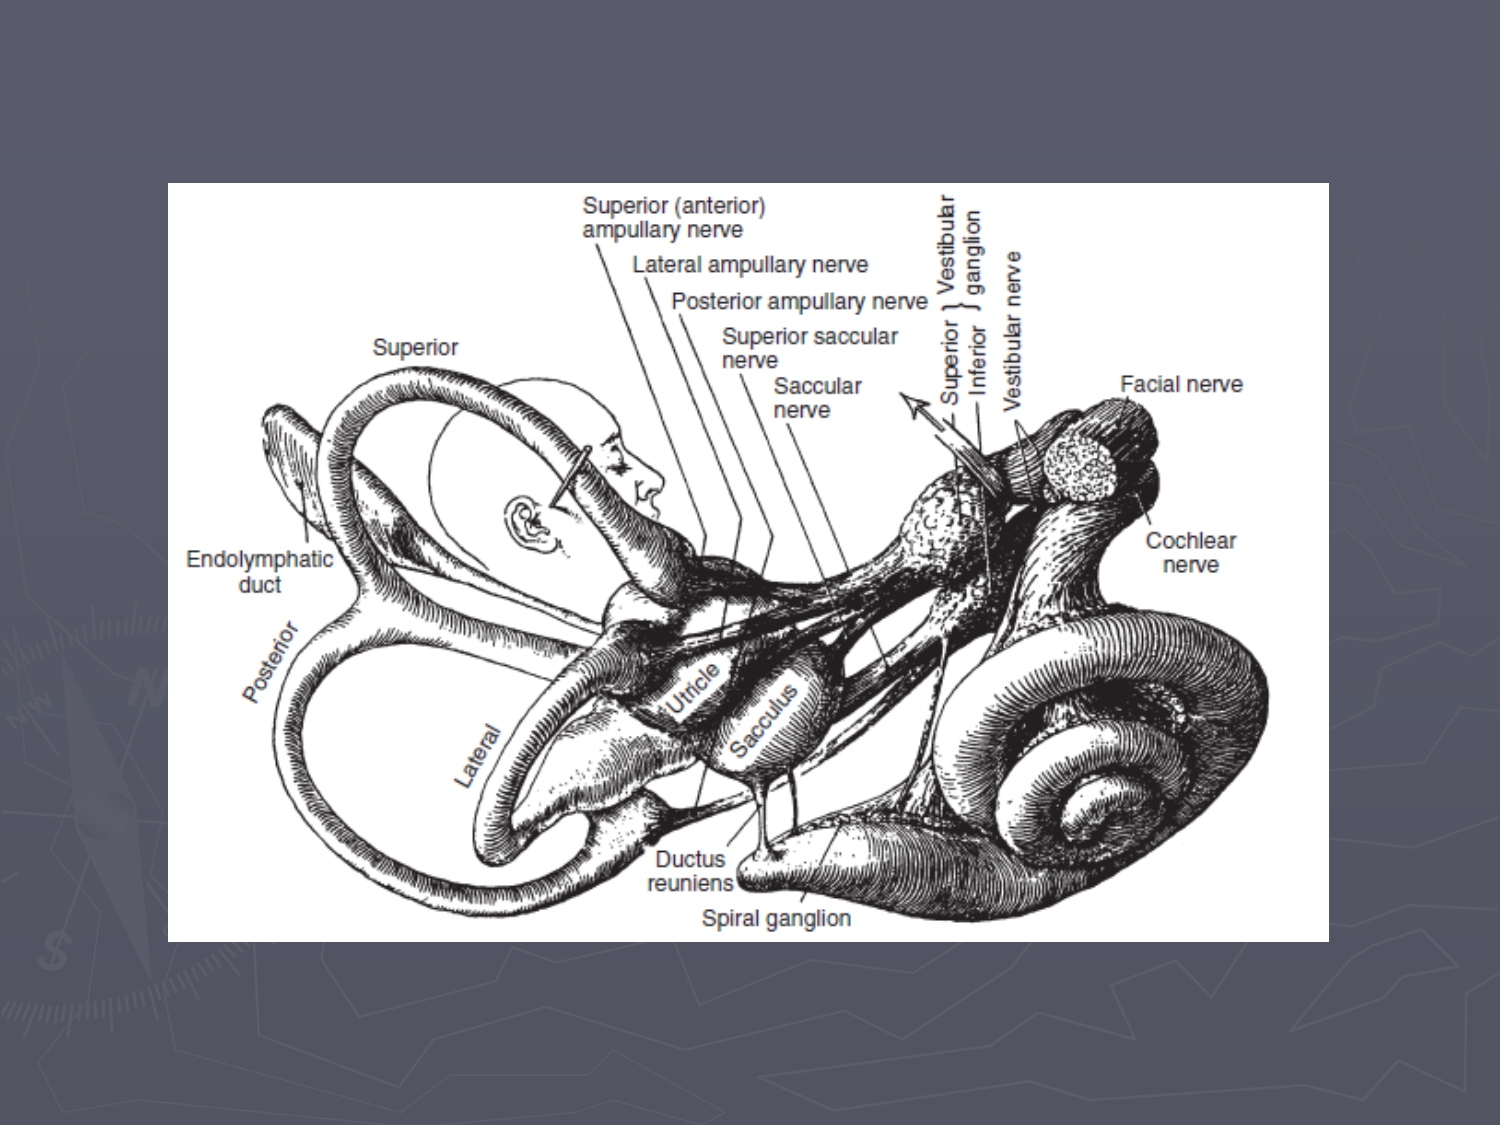 Superior (anterior)
ampullary nerve
Lateral ampullary nerve
Posterior ampullary nerve
Superior saccular
nerve
Saccular
nerve
Superior } Vestibular
Inferior } ganglion
Vestibular nerve
Superior
Facial nerve
Endolymphatic
duct
Cochlear
nerve
Posterior
Lateral
Utricle
Sacculus
Ductus
reuniens
Spiral ganglion
NW
N
S